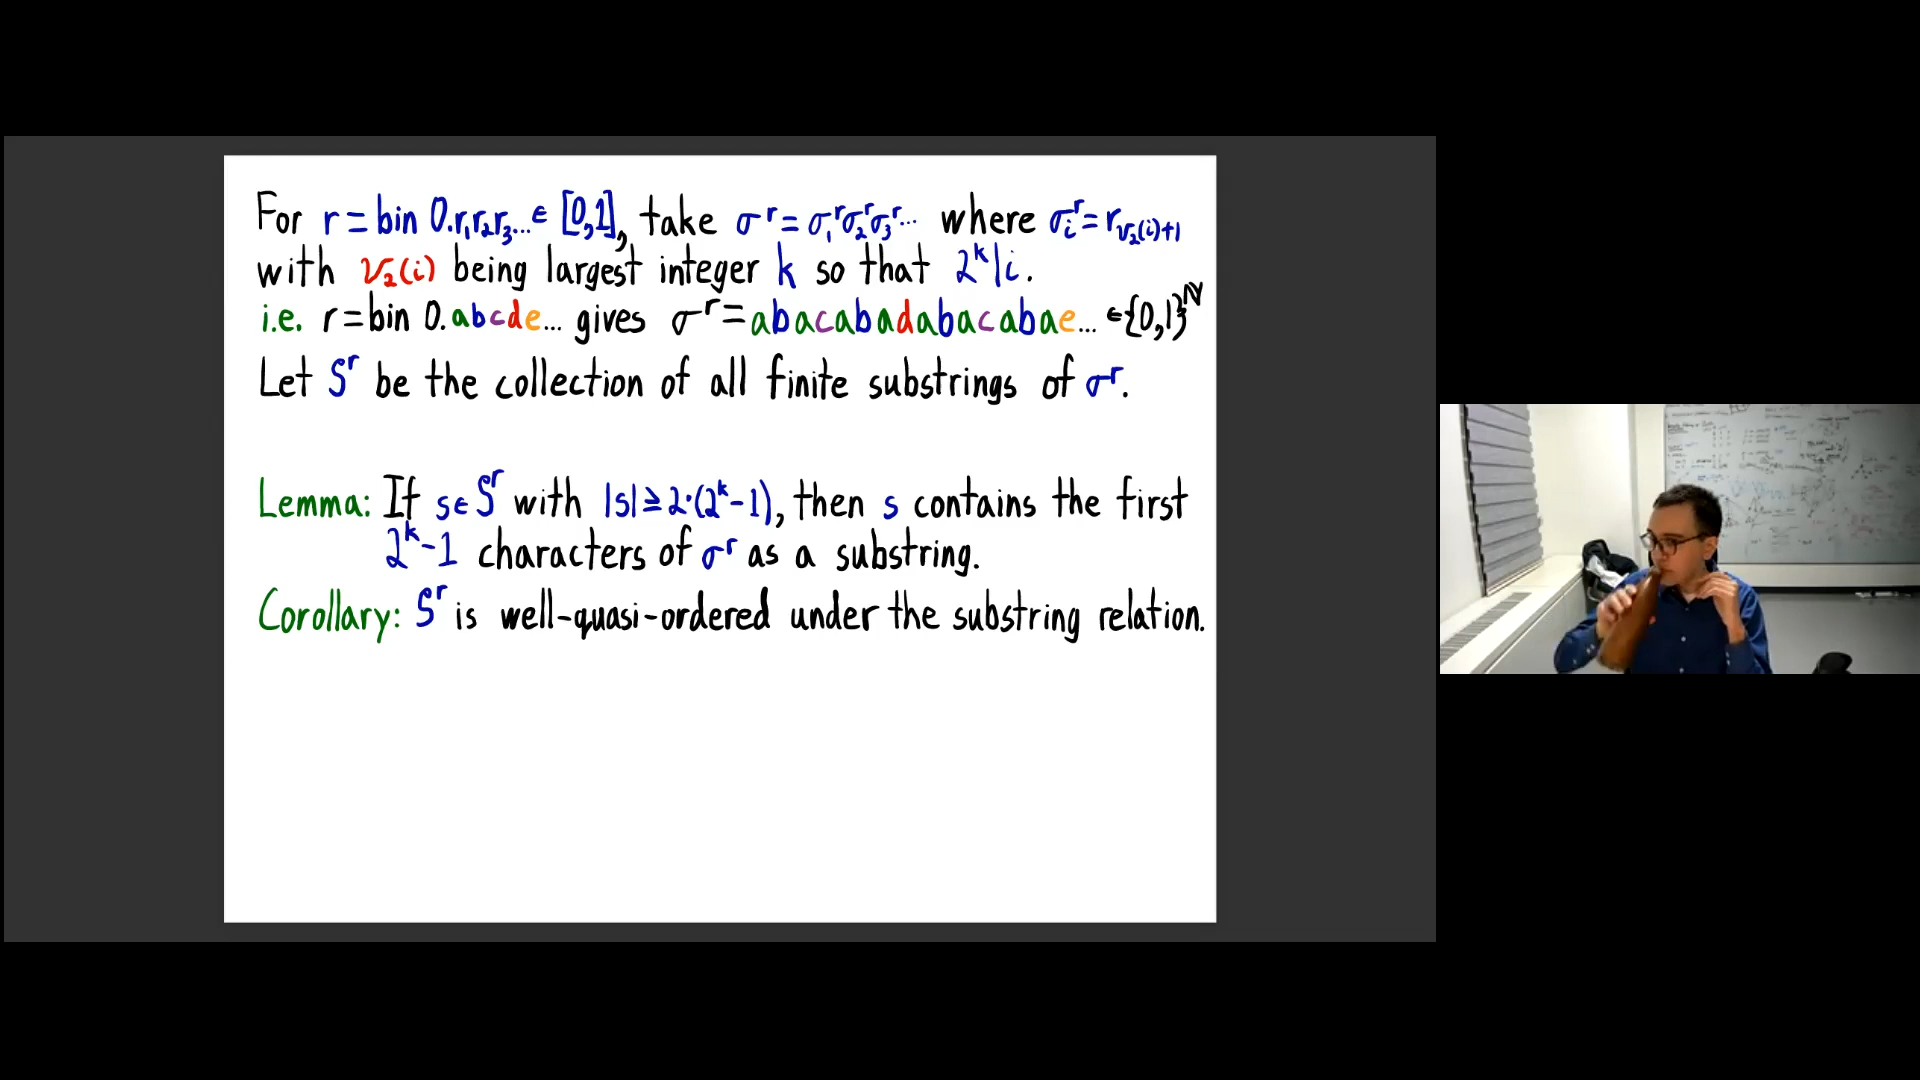 For r = bin 0.r₁r₂r₃... ∈ [0,1], take σʳ = σ₁ʳσ₂ʳσ₃ʳ... where σᵢʳ = r_{ν₂(i)+1}
with ν₂(i) being largest integer k so that 2ᵏ|i.
i.e. r = bin 0.abcde... gives σʳ = abacabadabacabae... ∈ {0,1}^ℕ
Let Sʳ be the collection of all finite substrings of σʳ.
Lemma: If s ∈ Sʳ with |s| ≥ 2·(2ᵏ-1), then s contains the first
2ᵏ-1 characters of σʳ as a substring.
Corollary: Sʳ is well-quasi-ordered under the substring relation.